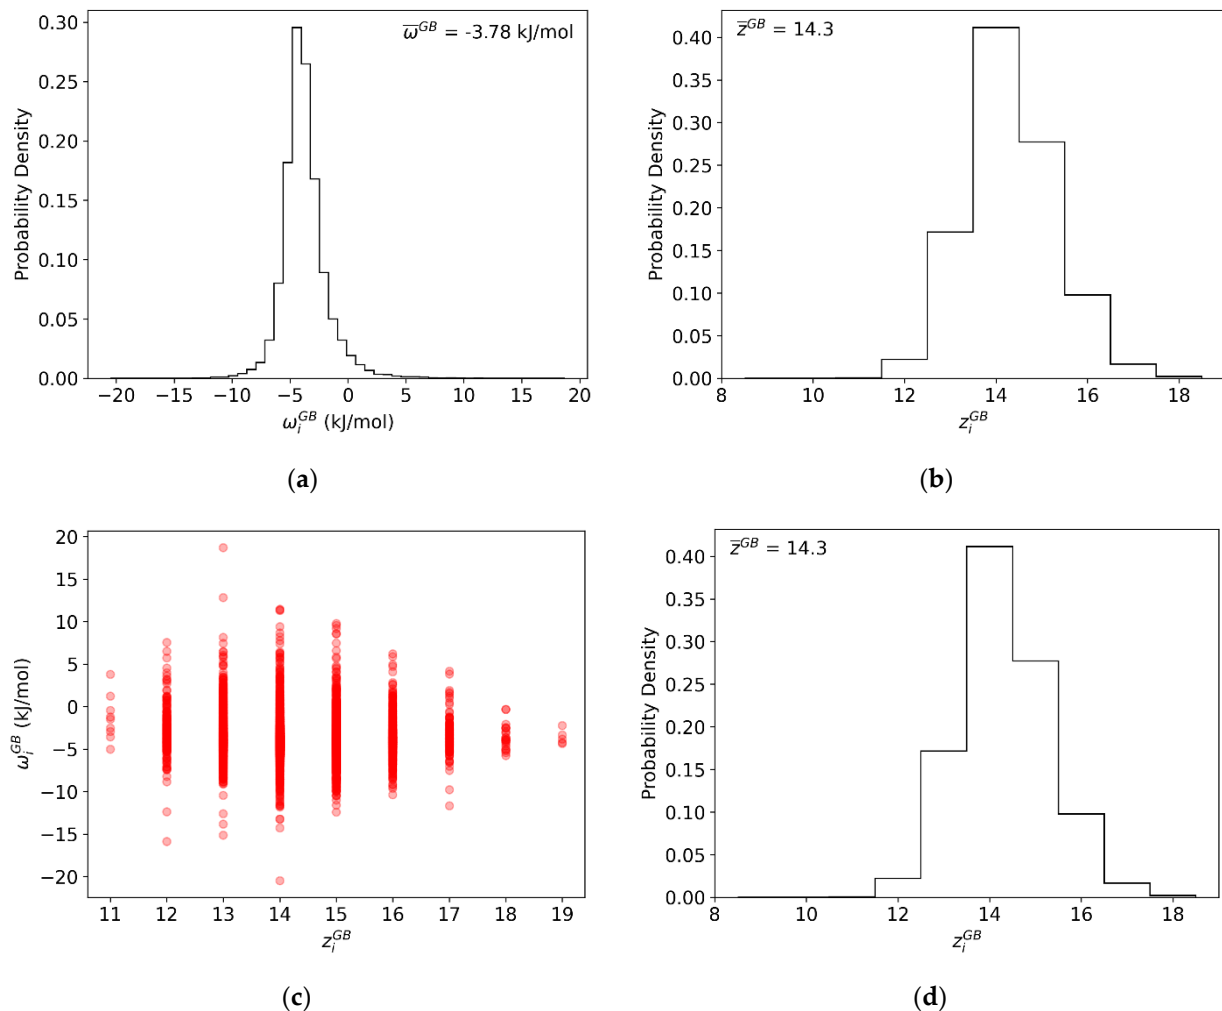 0.30
0.25
0.20
0.15
0.10
0.05
0.00
Probability Density
ω̅^GB = -3.78 kJ/mol
−20 −15 −10 −5 0 5 10 15 20
ω_i^GB (kJ/mol)
(a)
0.40
0.35
0.30
0.25
0.20
0.15
0.10
0.05
0.00
Probability Density
z̅^GB = 14.3
8 10 12 14 16 18
z_i^GB
(b)
20
15
10
5
0
−5
−10
−15
−20
ω_i^GB (kJ/mol)
11 12 13 14 15 16 17 18 19
z_i^GB
(c)
0.40
0.35
0.30
0.25
0.20
0.15
0.10
0.05
0.00
Probability Density
z̅^GB = 14.3
8 10 12 14 16 18
z_i^GB
(d)